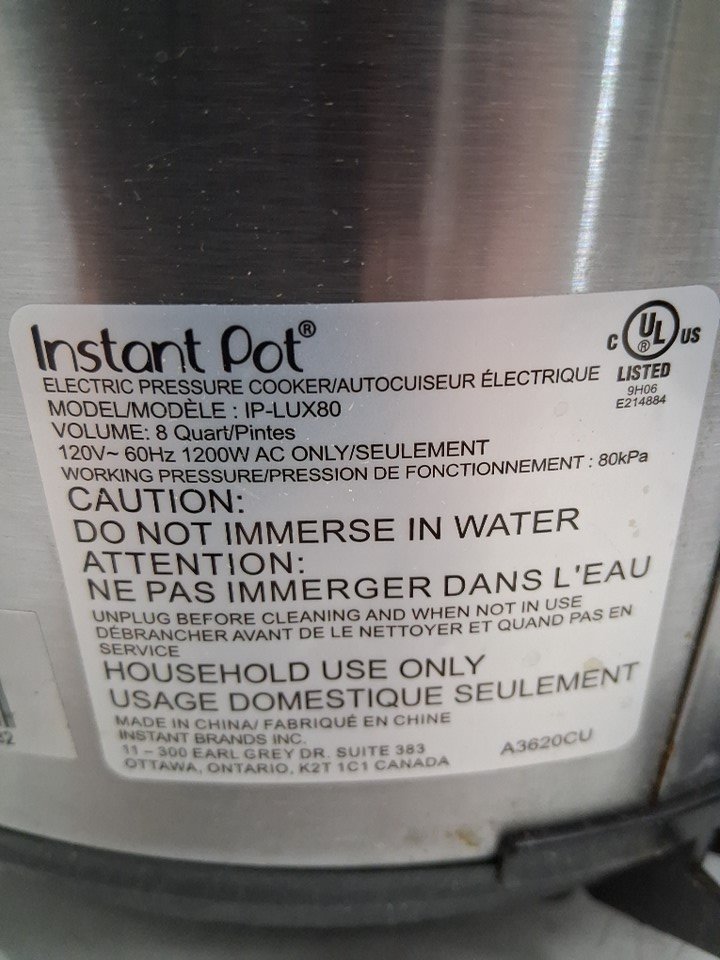 Instant Pot®
C UL ® US
LISTED
9H06
E214884
ELECTRIC PRESSURE COOKER/AUTOCUISEUR ÉLECTRIQUE
MODEL/MODÈLE : IP-LUX80
VOLUME: 8 Quart/Pintes
120V~ 60Hz 1200W AC ONLY/SEULEMENT
WORKING PRESSURE/PRESSION DE FONCTIONNEMENT : 80kPa
CAUTION:
DO NOT IMMERSE IN WATER
ATTENTION:
NE PAS IMMERGER DANS L'EAU
UNPLUG BEFORE CLEANING AND WHEN NOT IN USE
DÉBRANCHER AVANT DE LE NETTOYER ET QUAND PAS EN
SERVICE
HOUSEHOLD USE ONLY
USAGE DOMESTIQUE SEULEMENT
MADE IN CHINA/ FABRIQUÉ EN CHINE
INSTANT BRANDS INC.
11 – 300 EARL GREY DR. SUITE 383
OTTAWA, ONTARIO, K2T 1C1 CANADA
A3620CU